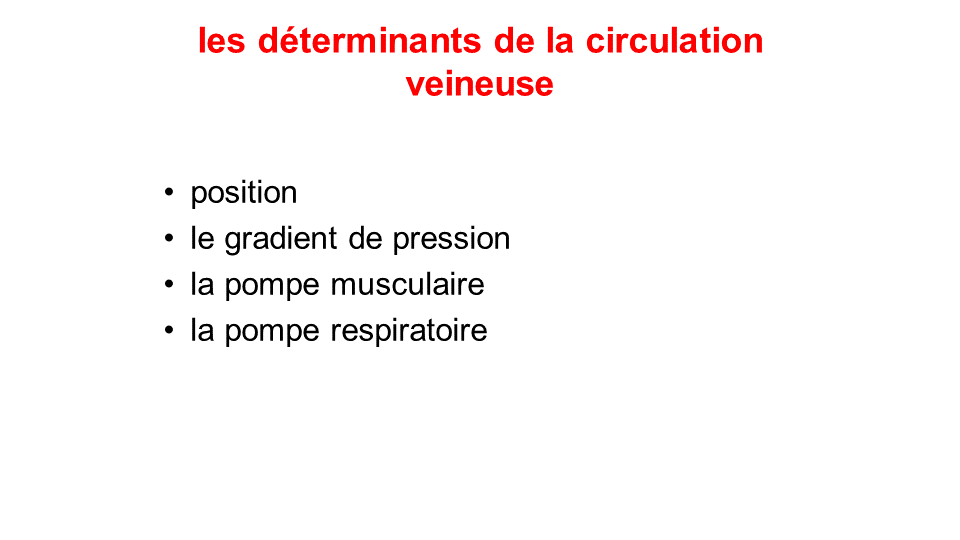 les déterminants de la circulation
veineuse
• position
• le gradient de pression
• la pompe musculaire
• la pompe respiratoire